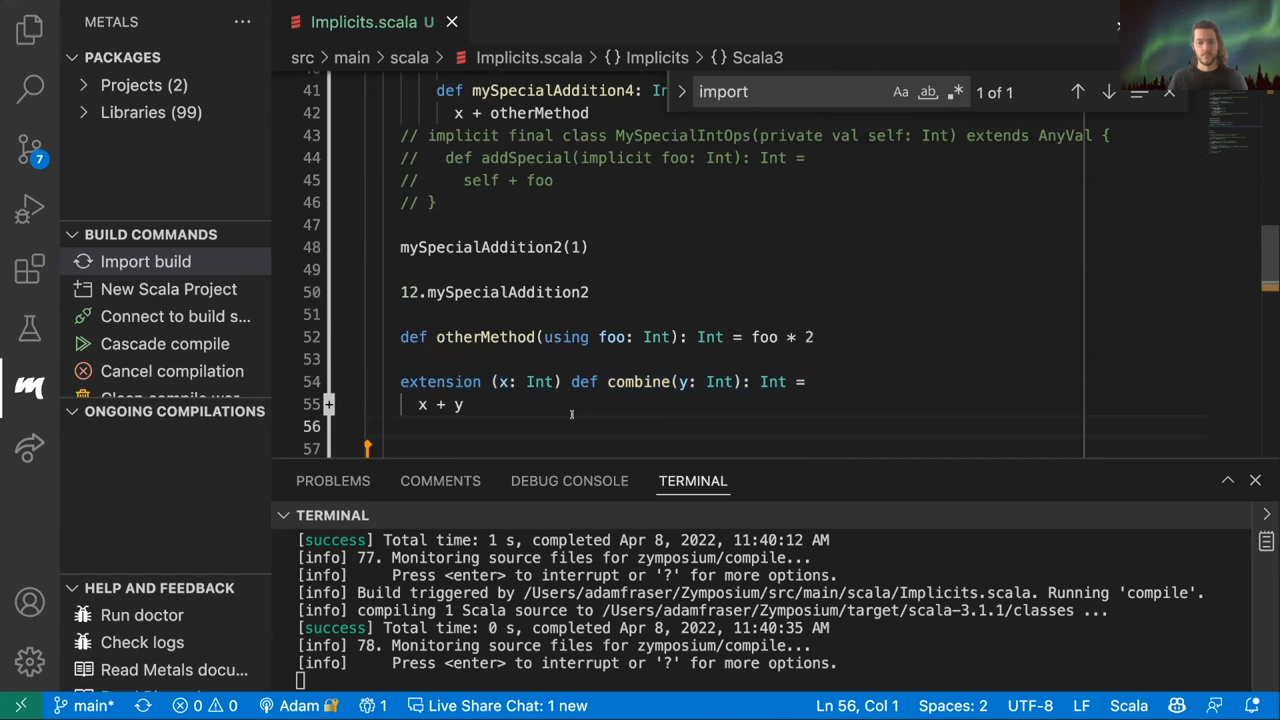 METALS
PACKAGES
Projects (2)
Libraries (99)
7
BUILD COMMANDS
Import build
New Scala Project
Connect to build s...
Cascade compile
Cancel compilation
ONGOING COMPILATIONS
HELP AND FEEDBACK
Run doctor
Check logs
Read Metals docu...
Implicits.scala U
src > main > scala > Implicits.scala > {} Implicits > {} Scala3
import
Aa ab 1 of 1
41 def mySpecialAddition4: In
42 x + otherMethod
43 // implicit final class MySpecialIntOps(private val self: Int) extends AnyVal {
44 // def addSpecial(implicit foo: Int): Int =
45 // self + foo
46 // }
47
48 mySpecialAddition2(1)
49
50 12.mySpecialAddition2
51
52 def otherMethod(using foo: Int): Int = foo * 2
53
54 extension (x: Int) def combine(y: Int): Int =
55 x + y
56
57
PROBLEMS COMMENTS DEBUG CONSOLE TERMINAL
TERMINAL
[success] Total time: 1 s, completed Apr 8, 2022, 11:40:12 AM
[info] 77. Monitoring source files for zymposium/compile...
[info] Press <enter> to interrupt or '?' for more options.
[info] Build triggered by /Users/adamfraser/Zymposium/src/main/scala/Implicits.scala. Running 'compile'.
[info] compiling 1 Scala source to /Users/adamfraser/Zymposium/target/scala-3.1.1/classes ...
[success] Total time: 0 s, completed Apr 8, 2022, 11:40:35 AM
[info] 78. Monitoring source files for zymposium/compile...
[info] Press <enter> to interrupt or '?' for more options.
main* 0 0 Adam 1 Live Share Chat: 1 new Ln 56, Col 1 Spaces: 2 UTF-8 LF Scala